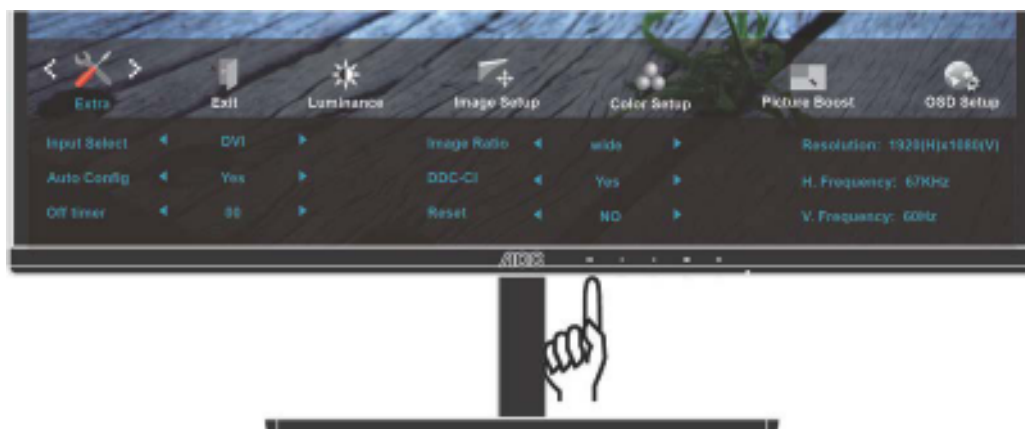 Extra Exit Luminance Image Setup Color Setup Picture Boost OSD Setup
Input Select DVI Image Ratio wide Resolution: 1920(H)x1080(V)
Auto Config Yes DDC-CI Yes H. Frequency: 67KHz
Off timer 00 Reset NO V. Frequency: 60Hz
AOC